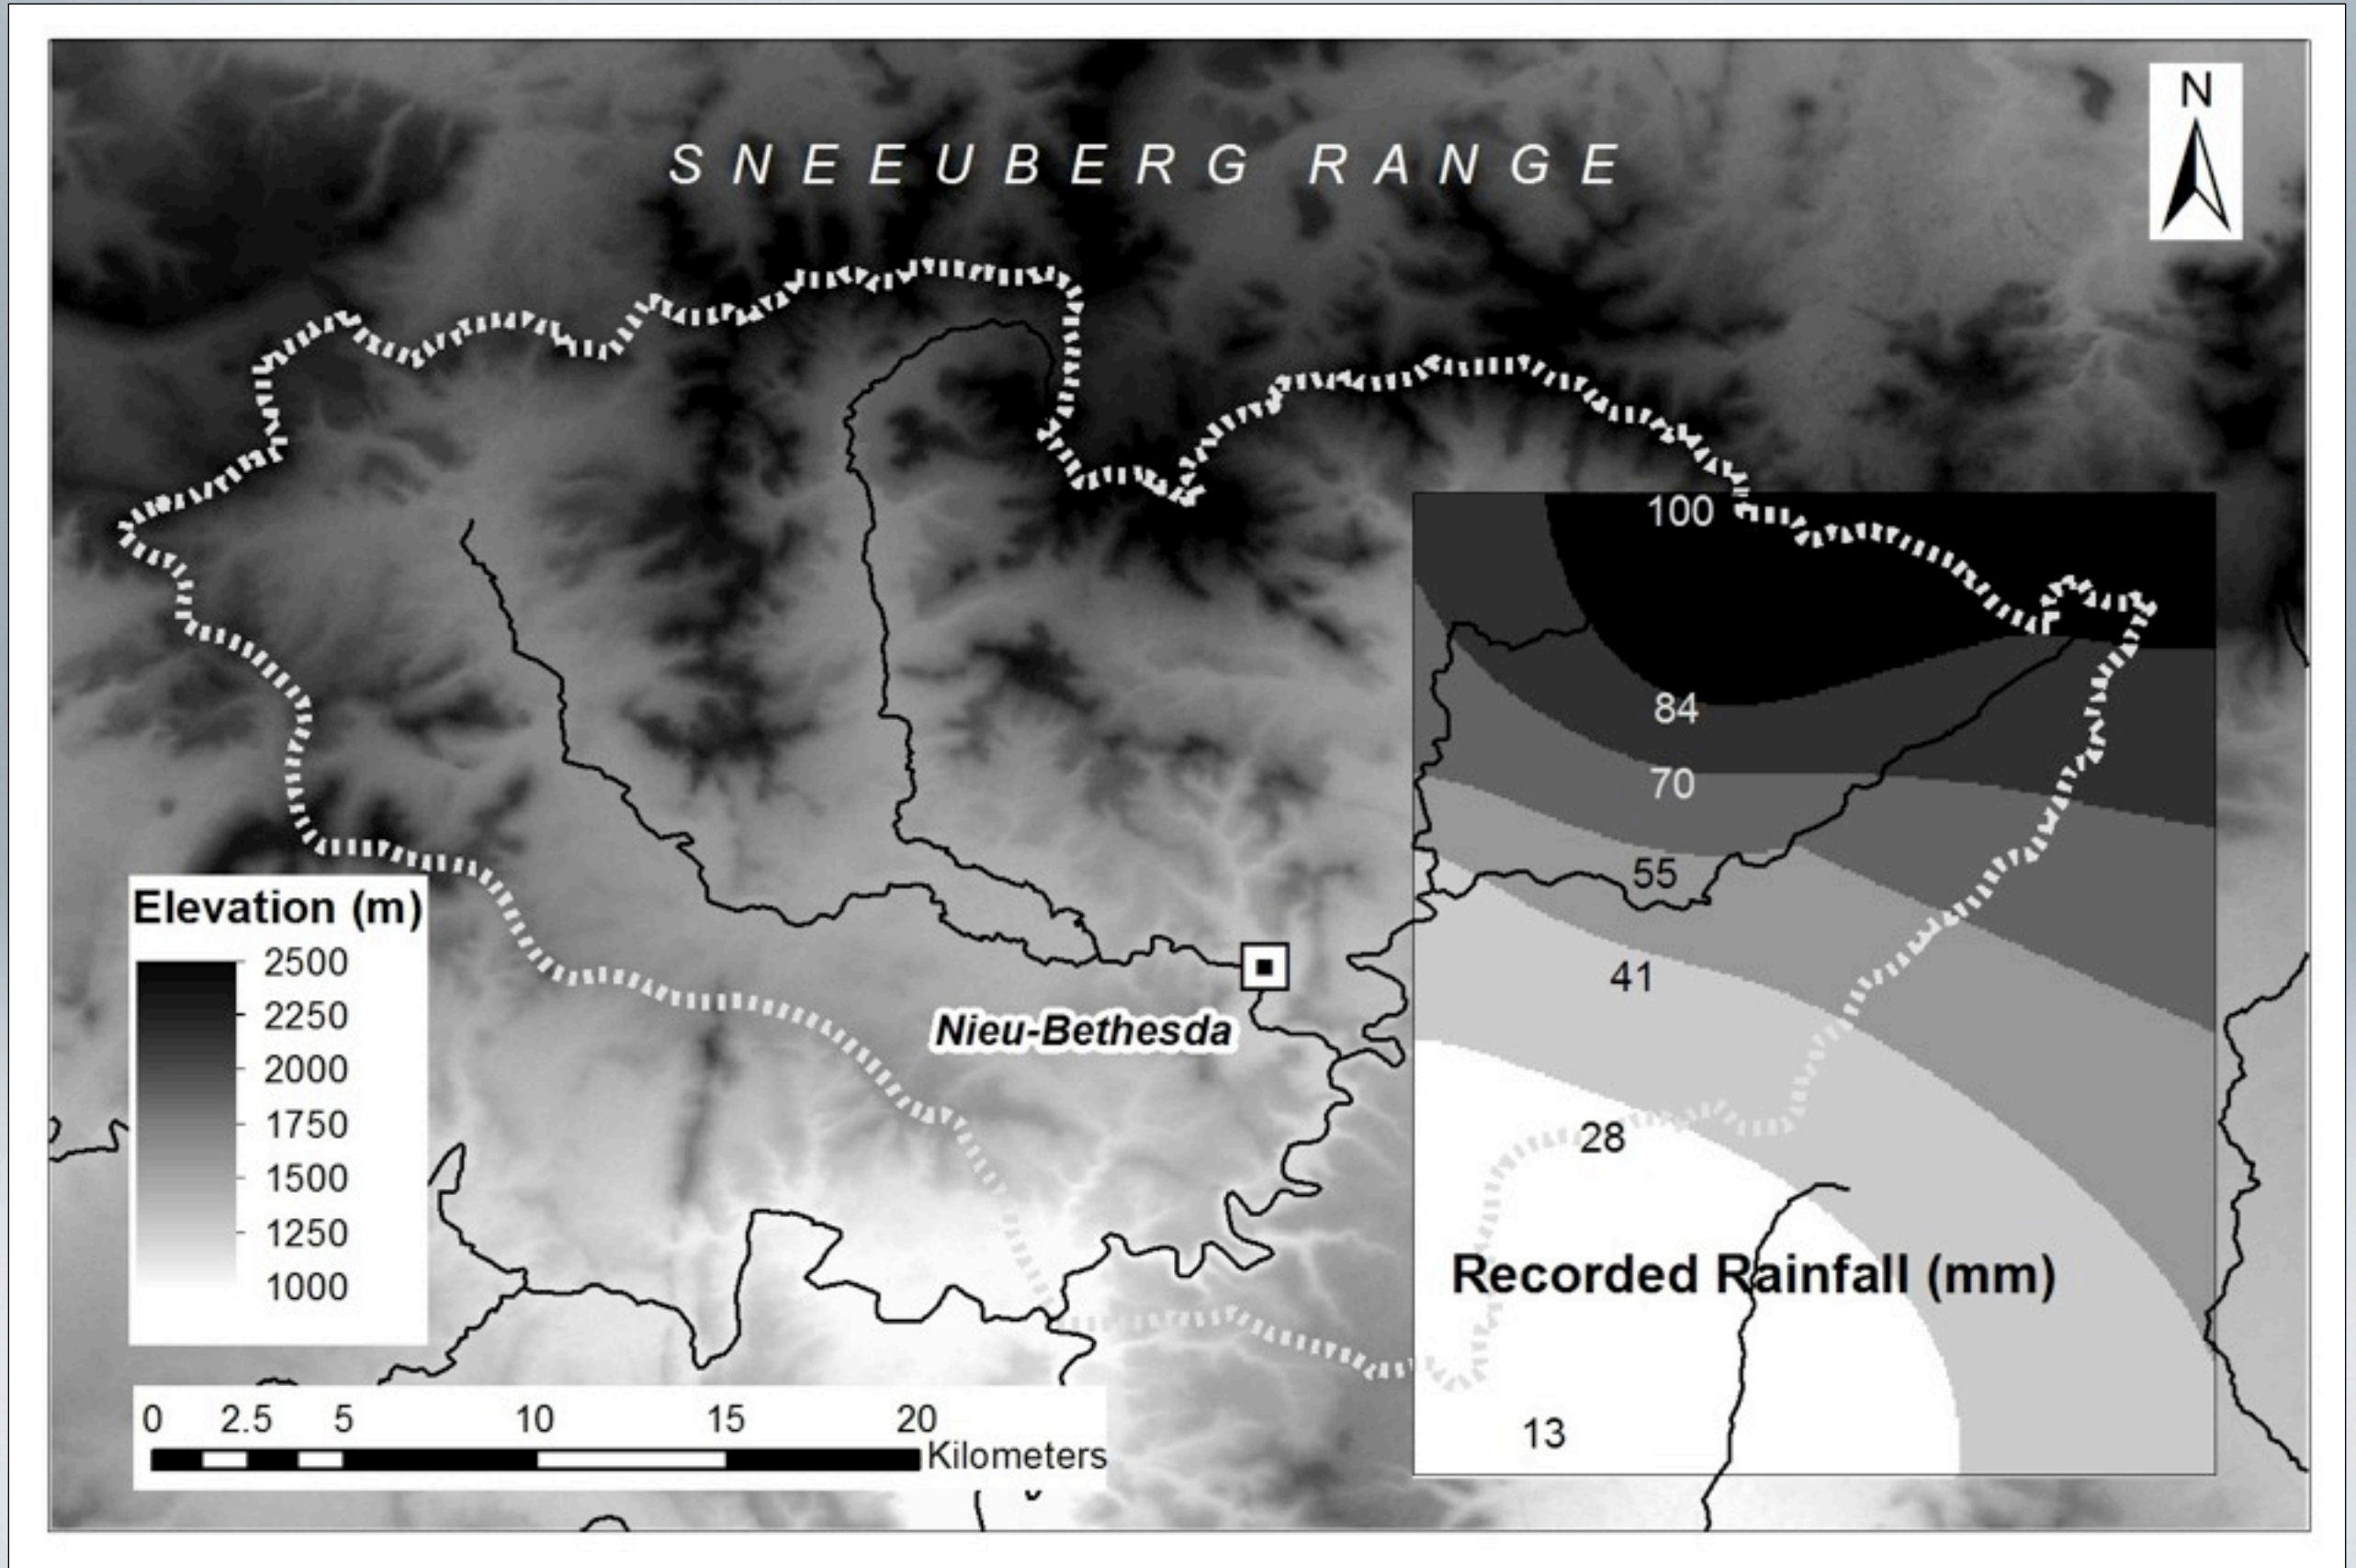 N
SNEEUBERG RANGE
100
84
70
55
41
28
Recorded Rainfall (mm)
13
Nieu-Bethesda
Elevation (m)
2500
2250
2000
1750
1500
1250
1000
0 2.5 5 10 15 20
Kilometers